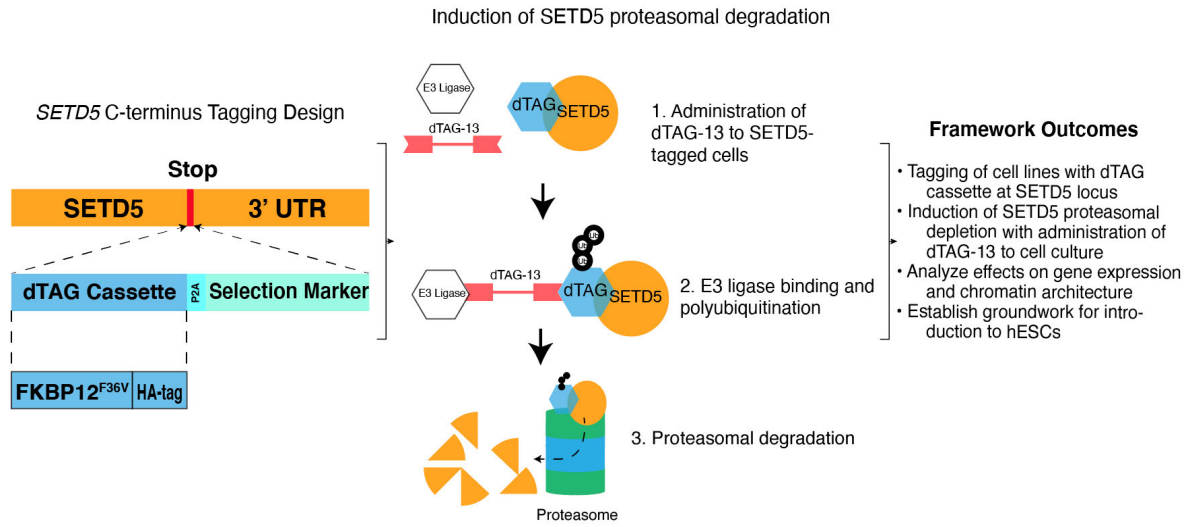 Induction of SETD5 proteasomal degradation
SETD5 C-terminus Tagging Design
Stop
SETD5
3' UTR
dTAG Cassette
P2A
Selection Marker
FKBP12F36V
HA-tag
E3 Ligase
dTAG-13
dTAG
SETD5
1. Administration of
dTAG-13 to SETD5-
tagged cells
Ub
Ub
Ub
E3 Ligase
dTAG-13
dTAG
SETD5
2. E3 ligase binding and
polyubiquitination
3. Proteasomal degradation
Proteasome
Framework Outcomes
• Tagging of cell lines with dTAG
cassette at SETD5 locus
• Induction of SETD5 proteasomal
depletion with administration of
dTAG-13 to cell culture
• Analyze effects on gene expression
and chromatin architecture
• Establish groundwork for intro-
duction to hESCs